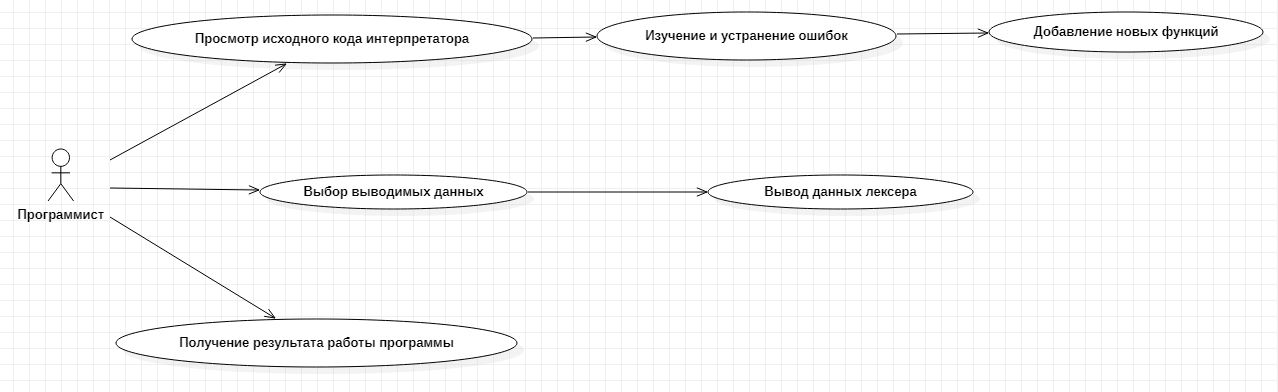 Просмотр исходного кода интерпретатора
Изучение и устранение ошибок
Добавление новых функций
Программист
Выбор выводимых данных
Вывод данных лексера
Получение результата работы программы